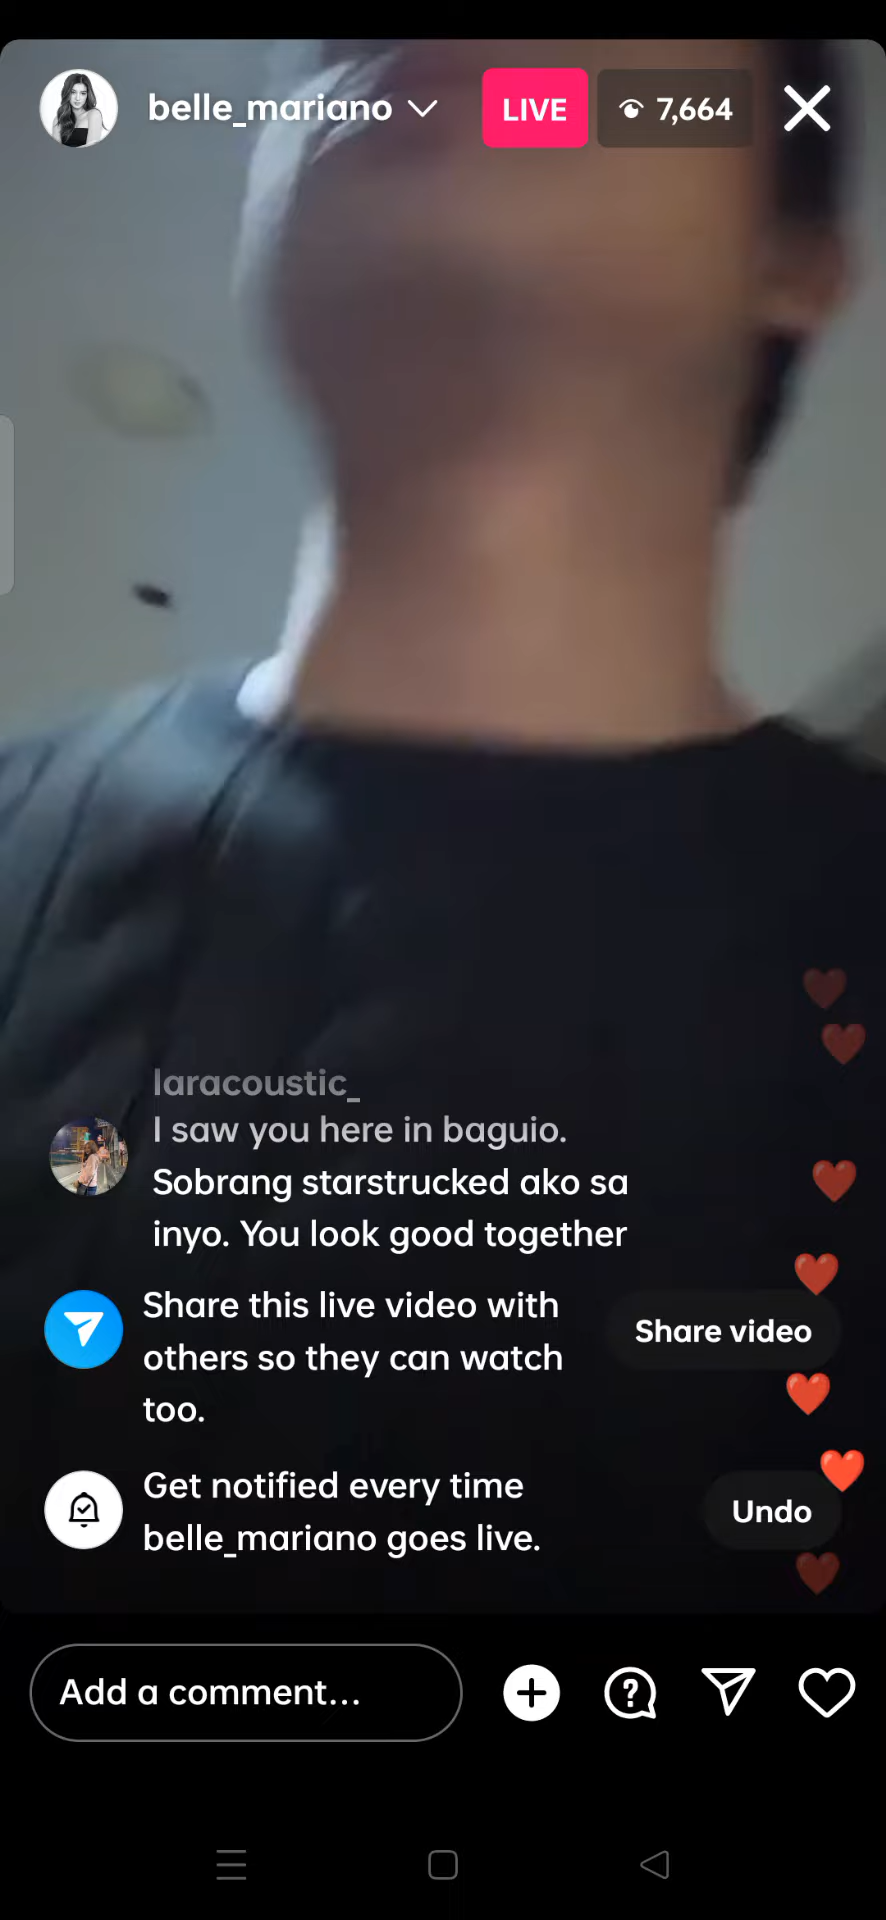 belle_mariano
LIVE
7,664
laracoustic_
I saw you here in baguio.
Sobrang starstrucked ako sa
inyo. You look good together
Share this live video with
others so they can watch
too.
Share video
Get notified every time
belle_mariano goes live.
Undo
Add a comment...